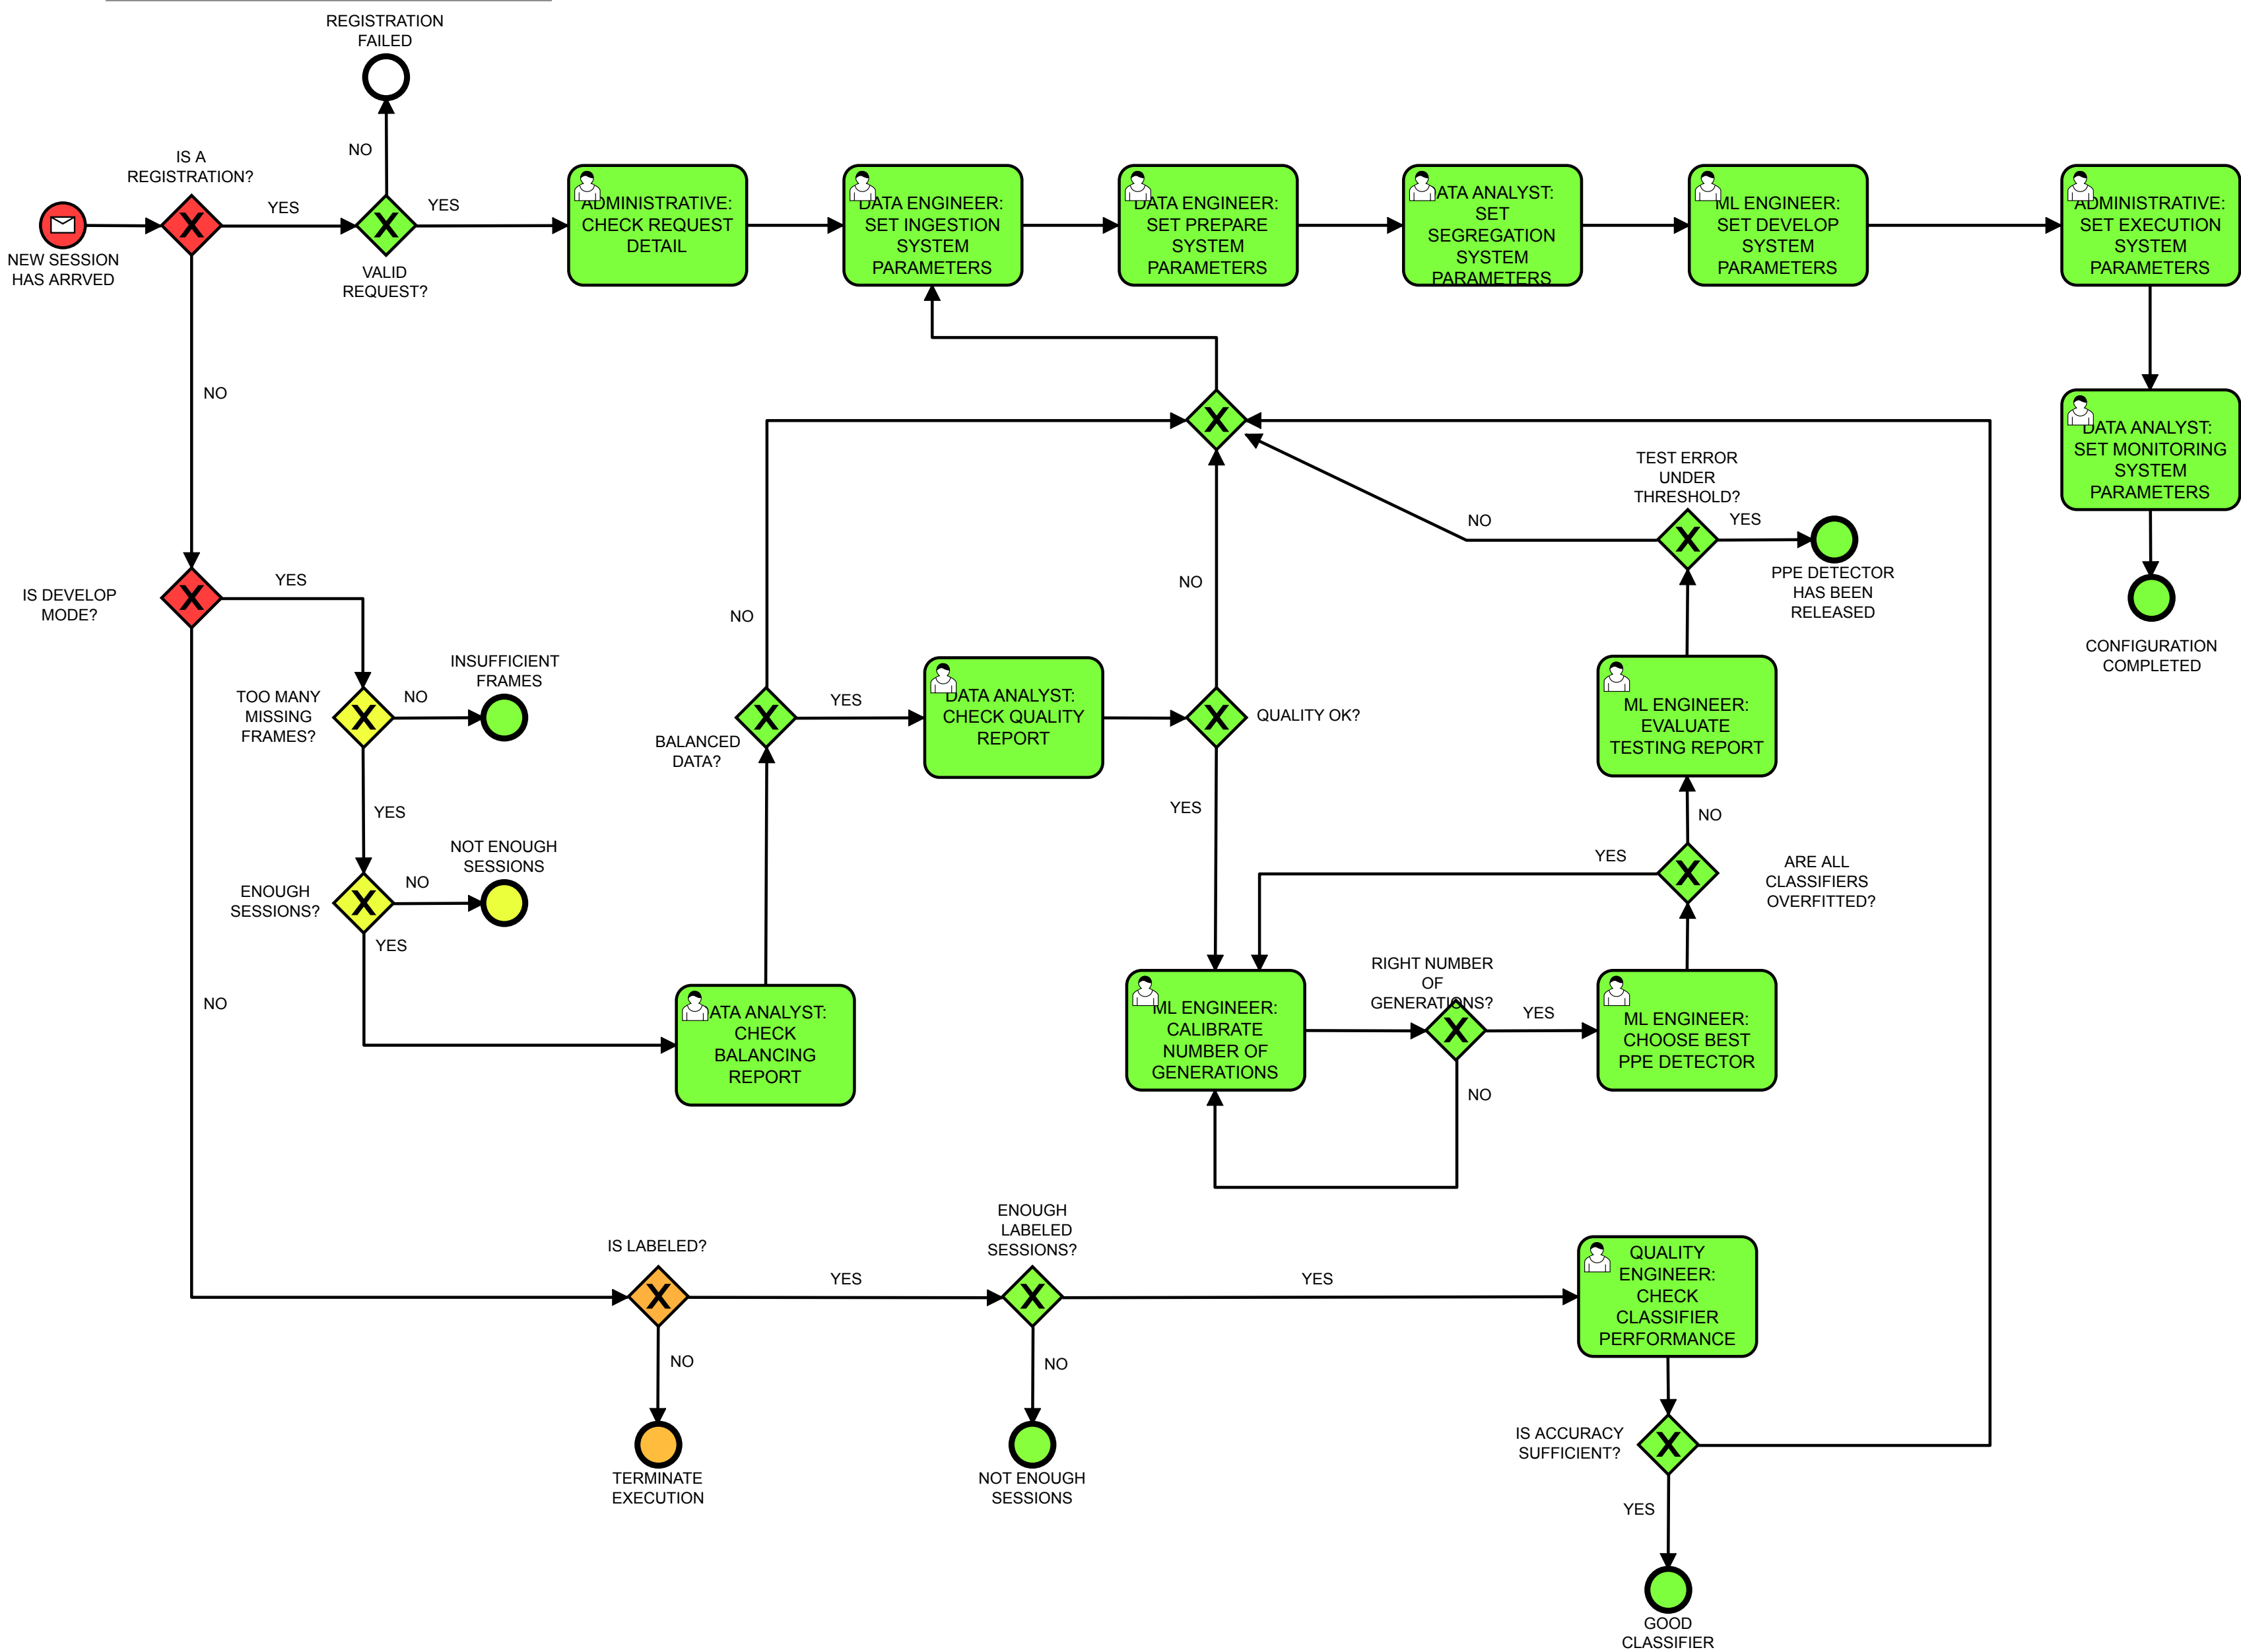 REGISTRATION
FAILED
NO
IS A
REGISTRATION?
YES
YES
NEW SESSION
HAS ARRVED
VALID
REQUEST?
ADMINISTRATIVE:
CHECK REQUEST
DETAIL
DATA ENGINEER:
SET INGESTION
SYSTEM
PARAMETERS
DATA ENGINEER:
SET PREPARE
SYSTEM
PARAMETERS
ATA ANALYST:
SET
SEGREGATION
SYSTEM
PARAMETERS
ML ENGINEER:
SET DEVELOP
SYSTEM
PARAMETERS
ADMINISTRATIVE:
SET EXECUTION
SYSTEM
PARAMETERS
NO
DATA ANALYST:
SET MONITORING
SYSTEM
PARAMETERS
TEST ERROR
UNDER
THRESHOLD?
NO
YES
PPE DETECTOR
HAS BEEN
RELEASED
CONFIGURATION
COMPLETED
IS DEVELOP
MODE?
YES
NO
NO
INSUFFICIENT
FRAMES
TOO MANY
MISSING
FRAMES?
NO
BALANCED
DATA?
YES
DATA ANALYST:
CHECK QUALITY
REPORT
QUALITY OK?
YES
ML ENGINEER:
EVALUATE
TESTING REPORT
NO
YES
NOT ENOUGH
SESSIONS
ENOUGH
SESSIONS?
NO
YES
YES
ARE ALL
CLASSIFIERS
OVERFITTED?
NO
ATA ANALYST:
CHECK
BALANCING
REPORT
ML ENGINEER:
CALIBRATE
NUMBER OF
GENERATIONS
RIGHT NUMBER
OF
GENERATIONS?
YES
NO
ML ENGINEER:
CHOOSE BEST
PPE DETECTOR
IS LABELED?
YES
NO
TERMINATE
EXECUTION
ENOUGH
LABELED
SESSIONS?
YES
NO
NOT ENOUGH
SESSIONS
QUALITY
ENGINEER:
CHECK
CLASSIFIER
PERFORMANCE
IS ACCURACY
SUFFICIENT?
YES
GOOD
CLASSIFIER